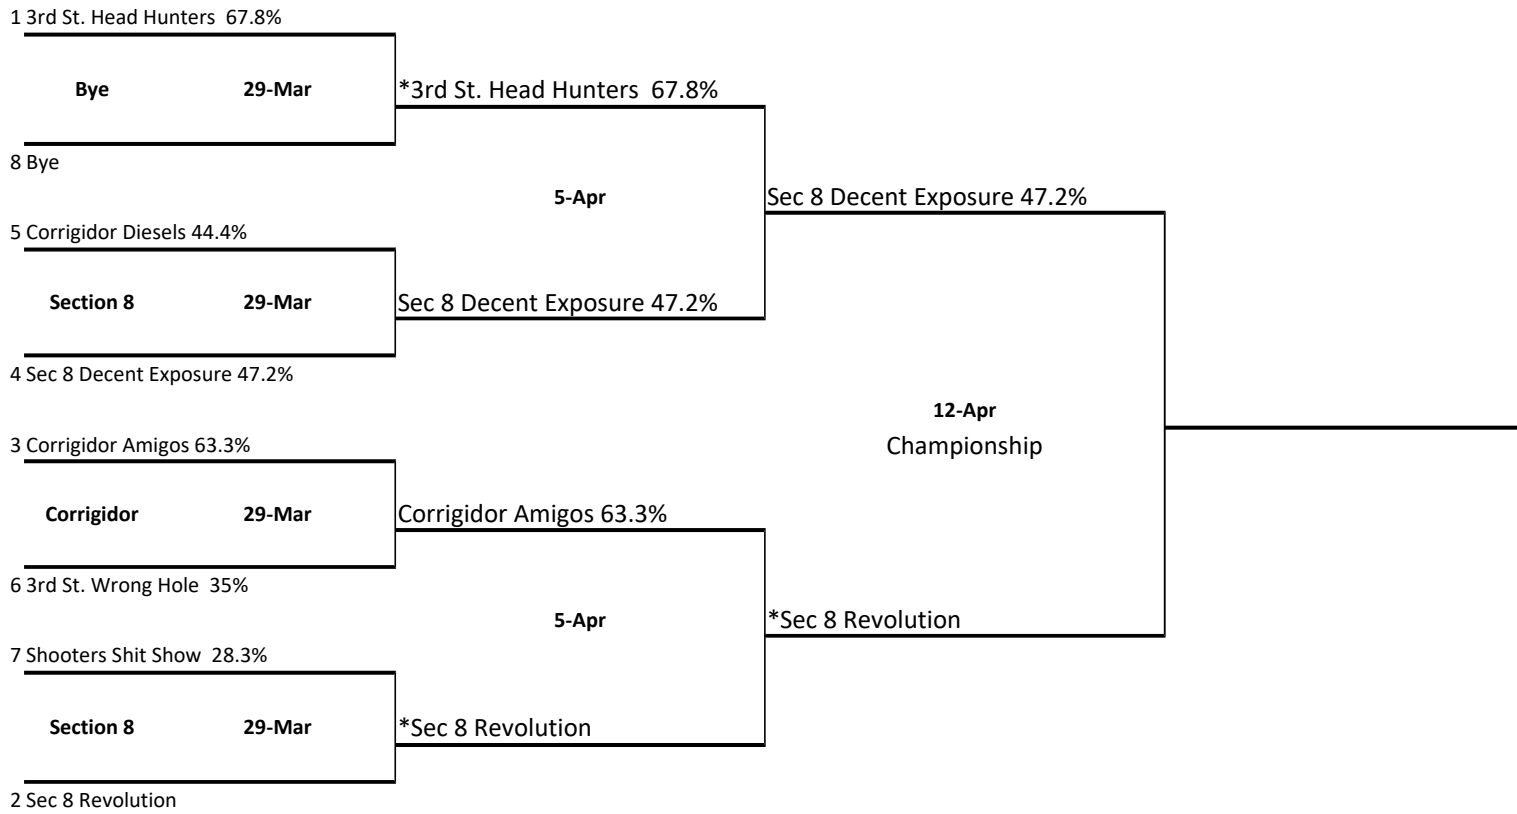 1 3rd St. Head Hunters 67.8%
Bye 29-Mar
*3rd St. Head Hunters 67.8%
8 Bye
5-Apr
Sec 8 Decent Exposure 47.2%
5 Corrigidor Diesels 44.4%
Section 8 29-Mar
Sec 8 Decent Exposure 47.2%
4 Sec 8 Decent Exposure 47.2%
12-Apr
Championship
3 Corrigidor Amigos 63.3%
Corrigidor 29-Mar
Corrigidor Amigos 63.3%
6 3rd St. Wrong Hole 35%
5-Apr
*Sec 8 Revolution
7 Shooters Shit Show 28.3%
Section 8 29-Mar
*Sec 8 Revolution
2 Sec 8 Revolution